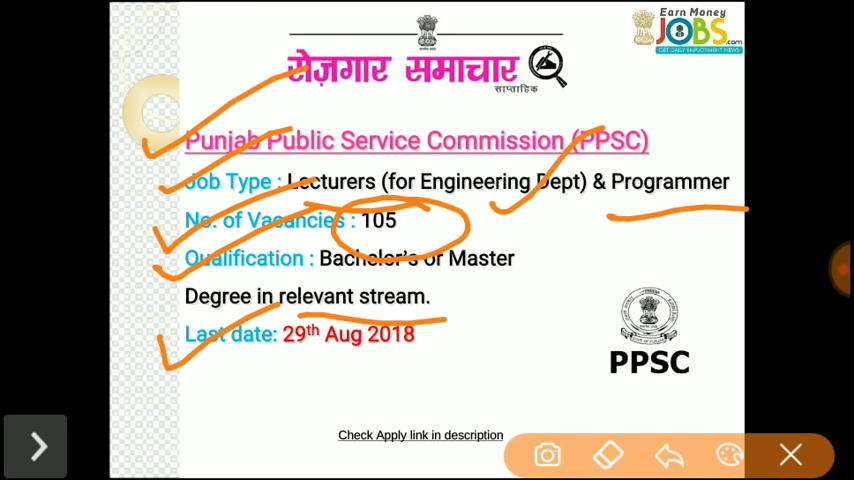 Earn Money
JOBS.com
GET DAILY EMPLOYMENT NEWS
रोज़गार समाचार
साप्ताहिक
Punjab Public Service Commission (PPSC)
Job Type : Lecturers (for Engineering Dept) & Programmer
No. of Vacancies : 105
Qualification : Bachelor's or Master
Degree in relevant stream.
Last date: 29th Aug 2018
PPSC
Check Apply link in description